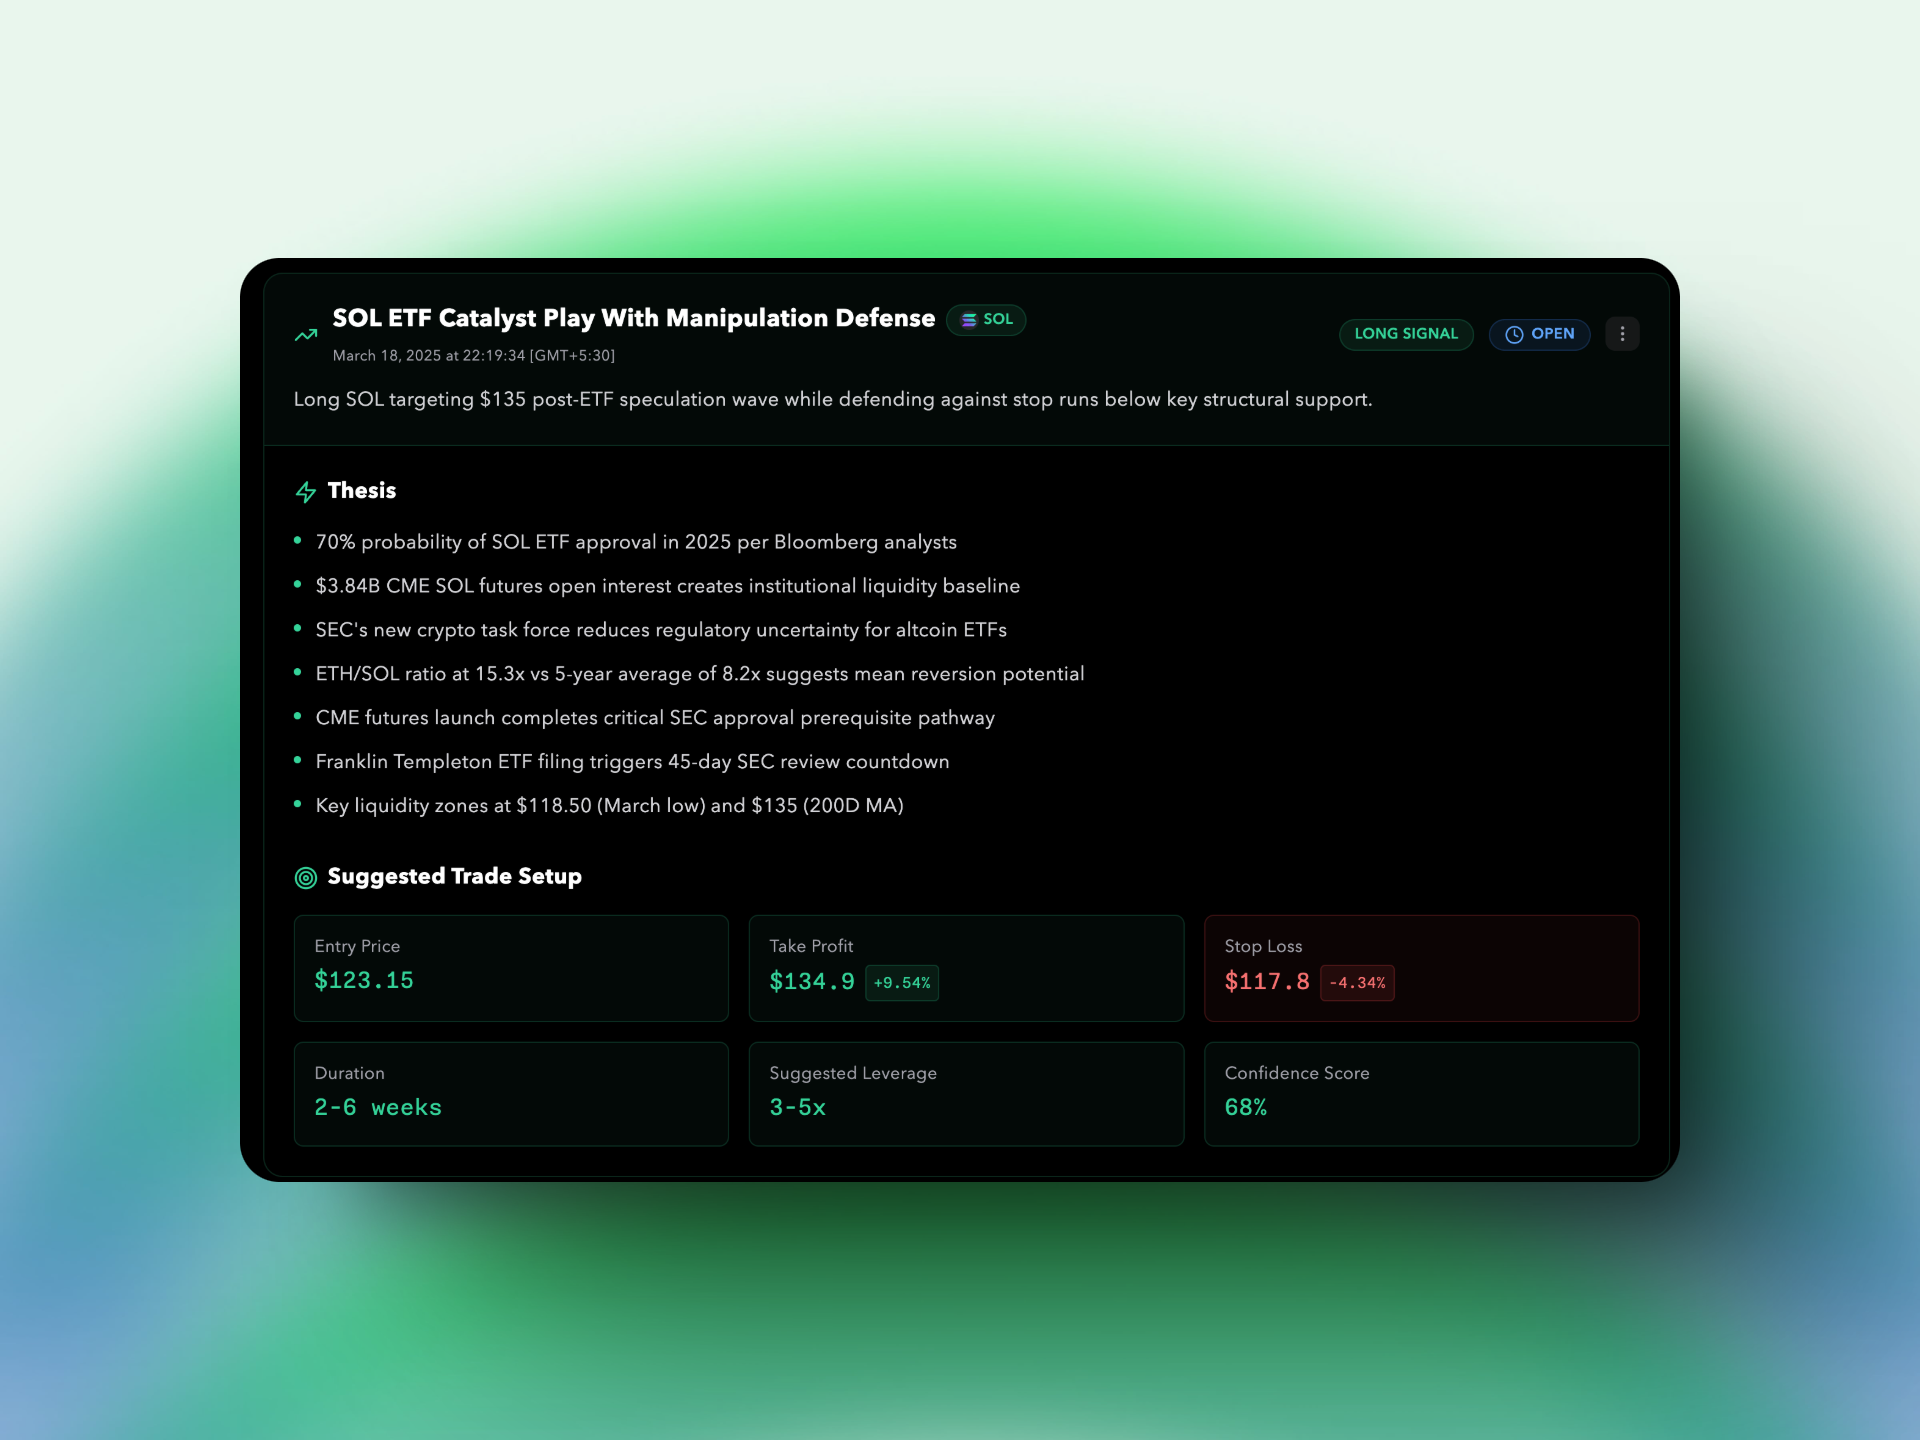 SOL ETF Catalyst Play With Manipulation Defense SOL
March 18, 2025 at 22:19:34 [GMT+5:30]
LONG SIGNAL
OPEN
Long SOL targeting $135 post-ETF speculation wave while defending against stop runs below key structural support.
Thesis
• 70% probability of SOL ETF approval in 2025 per Bloomberg analysts
• $3.84B CME SOL futures open interest creates institutional liquidity baseline
• SEC's new crypto task force reduces regulatory uncertainty for altcoin ETFs
• ETH/SOL ratio at 15.3x vs 5-year average of 8.2x suggests mean reversion potential
• CME futures launch completes critical SEC approval prerequisite pathway
• Franklin Templeton ETF filing triggers 45-day SEC review countdown
• Key liquidity zones at $118.50 (March low) and $135 (200D MA)
Suggested Trade Setup
Entry Price
$123.15
Take Profit
$134.9 +9.54%
Stop Loss
$117.8 -4.34%
Duration
2-6 weeks
Suggested Leverage
3-5x
Confidence Score
68%